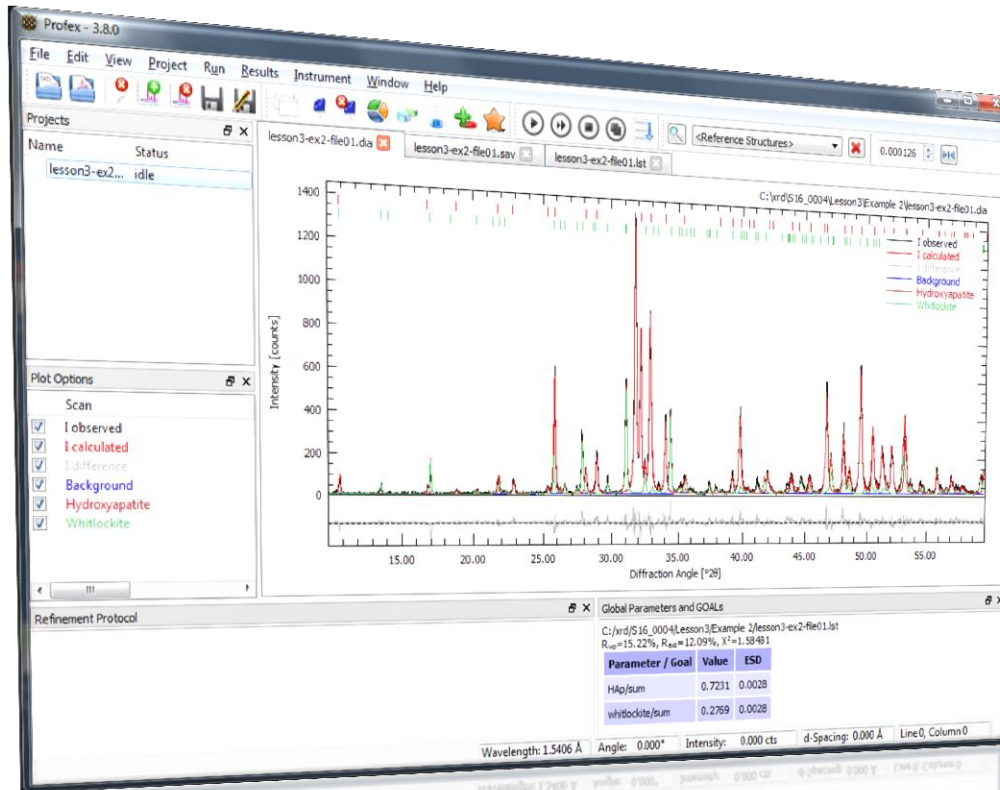 Profex - 3.8.0
File Edit View Project Run Results Instrument Window Help
<Reference Structures> 0.000126
Projects
Name Status
lesson3-ex2... idle
lesson3-ex2-file01.dia lesson3-ex2-file01.sav lesson3-ex2-file01.lst
C:\xrd\S16_0004\Lesson3\Example 2\lesson3-ex2-file01.dia
I observed
I calculated
I difference
Background
Hydroxyapatite
Whitlockite
Intensity [counts]
1400
1200
1000
800
600
400
200
0
15.00 20.00 25.00 30.00 35.00 40.00 45.00 50.00 55.00
Diffraction Angle [°2θ]
Plot Options
Scan
I observed
I calculated
I difference
Background
Hydroxyapatite
Whitlockite
Refinement Protocol
Global Parameters and GOALs
C:/xrd/S16_0004/Lesson3/Example 2/lesson3-ex2-file01.lst
Rwp=15.22%, Rexp=12.09%, Χ²=1.58481
Parameter / Goal Value ESD
HAp/sum 0.7231 0.0028
whitlockite/sum 0.2769 0.0028
Wavelength: 1.5406 Å Angle: 0.000° Intensity: 0.000 cts d-Spacing: 0.000 Å Line 0, Column 0